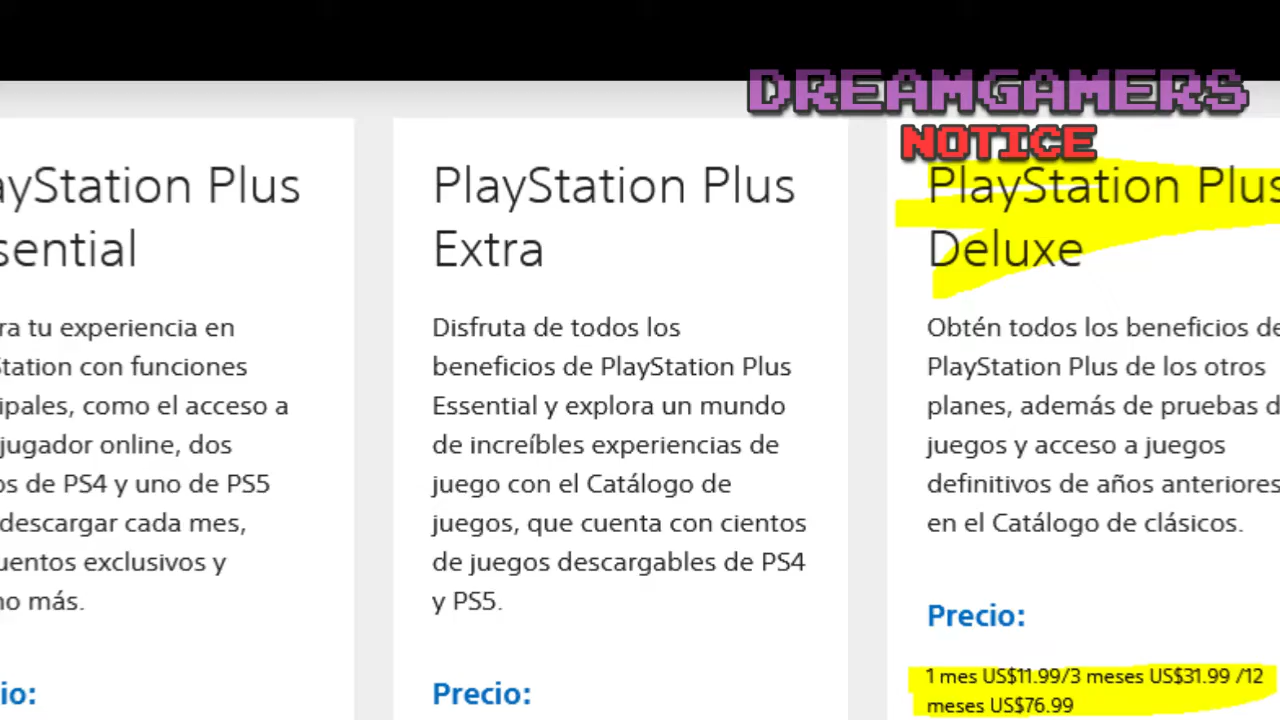 DREAMGAMERS
NOTICE
ayStation Plus
sential
ra tu experiencia en
Station con funciones
ipales, como el acceso a
jugador online, dos
os de PS4 y uno de PS5
descargar cada mes,
uentos exclusivos y
ho más.
io:
PlayStation Plus
Extra
Disfruta de todos los
beneficios de PlayStation Plus
Essential y explora un mundo
de increíbles experiencias de
juego con el Catálogo de
juegos, que cuenta con cientos
de juegos descargables de PS4
y PS5.
Precio:
PlayStation Plus
Deluxe
Obtén todos los beneficios de
PlayStation Plus de los otros
planes, además de pruebas d
juegos y acceso a juegos
definitivos de años anteriores
en el Catálogo de clásicos.
Precio:
1 mes US$11.99/3 meses US$31.99 /12
meses US$76.99